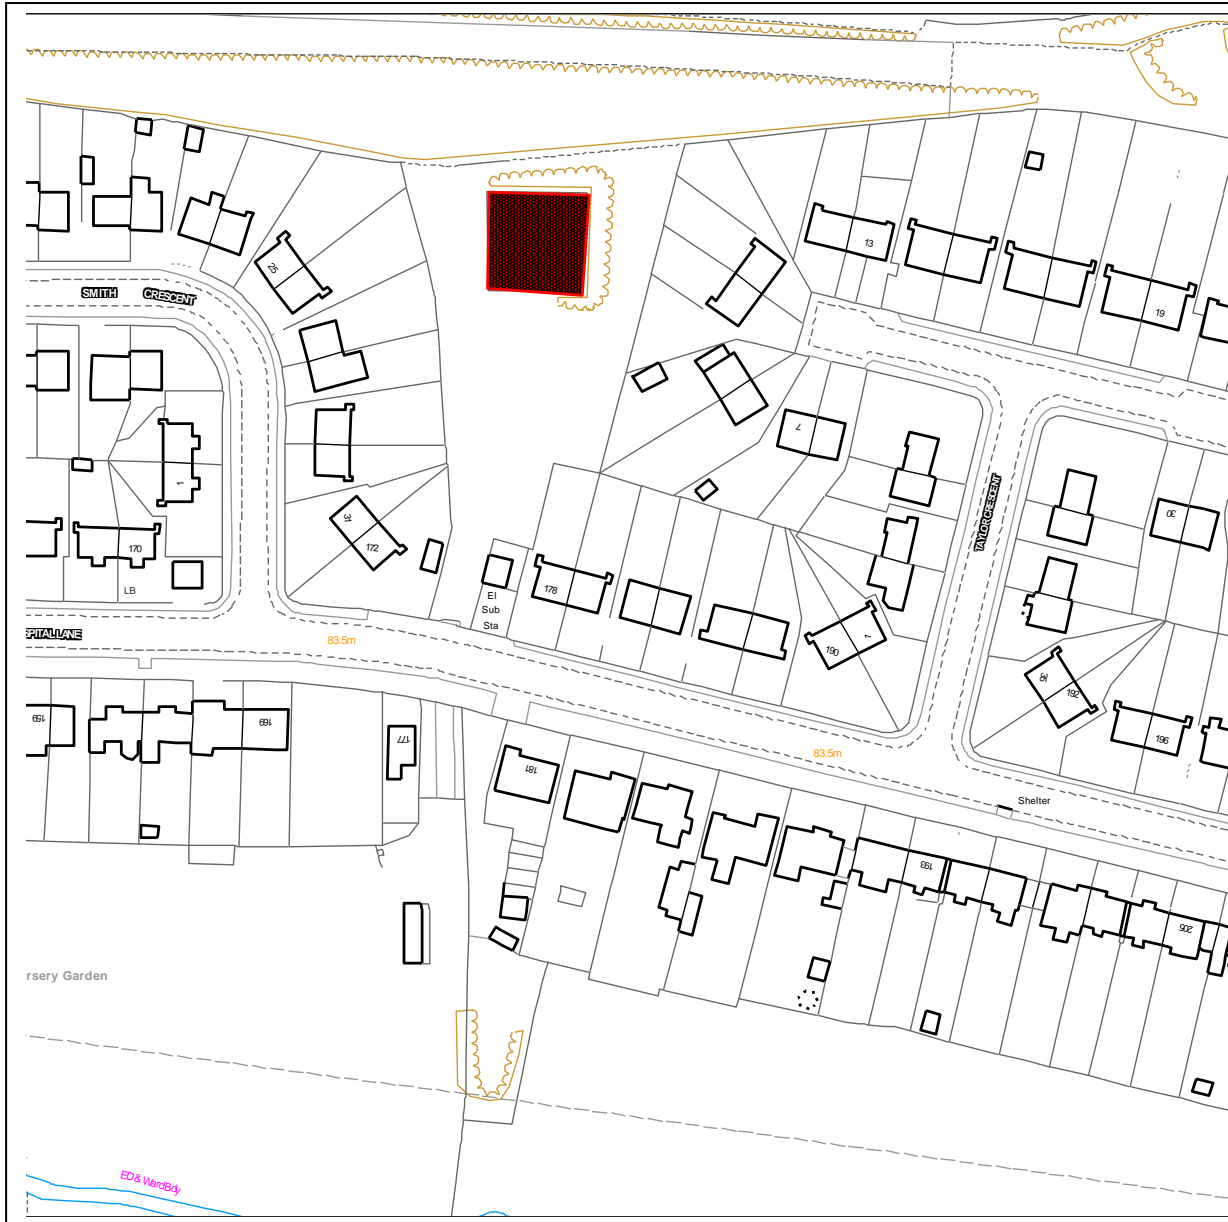 13
25
SMITH CRESCENT
19
7
1
TAYLOR CRESCENT
30
31
172
170
178
LB
El
Sub
Sta
SPITAL LANE
83.5m
190
1
38
192
196
159
169
177
83.5m
181
Shelter
193
205
rsery Garden
ED & Ward Bdy